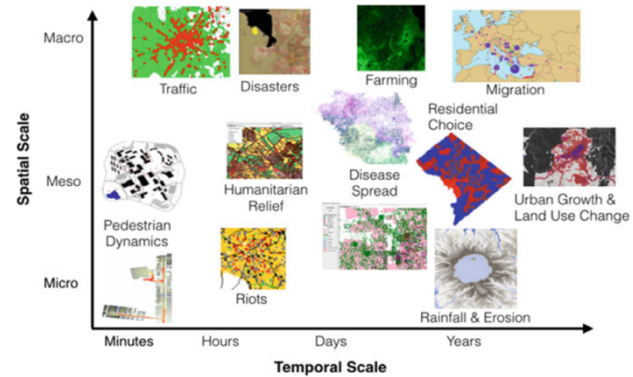 Macro
Traffic
Disasters
Farming
Migration
Spatial Scale
Residential
Choice
Meso
Humanitarian
Relief
Disease
Spread
Urban Growth &
Land Use Change
Pedestrian
Dynamics
Micro
Riots
Rainfall & Erosion
Minutes
Hours
Days
Years
Temporal Scale